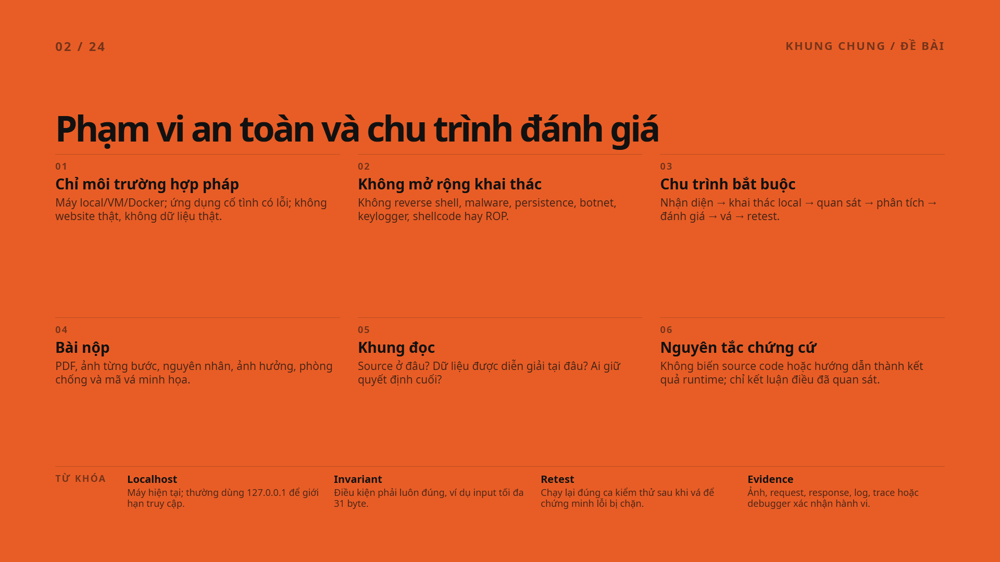 02 / 24
KHUNG CHUNG / ĐỀ BÀI
Phạm vi an toàn và chu trình đánh giá
01
Chỉ môi trường hợp pháp
Máy local/VM/Docker; ứng dụng cố tình có lỗi; không
website thật, không dữ liệu thật.
02
Không mở rộng khai thác
Không reverse shell, malware, persistence, botnet,
keylogger, shellcode hay ROP.
03
Chu trình bắt buộc
Nhận diện → khai thác local → quan sát → phân tích →
đánh giá → vá → retest.
04
Bài nộp
PDF, ảnh từng bước, nguyên nhân, ảnh hưởng, phòng
chống và mã vá minh họa.
05
Khung đọc
Source ở đâu? Dữ liệu được diễn giải tại đâu? Ai giữ
quyết định cuối?
06
Nguyên tắc chứng cứ
Không biến source code hoặc hướng dẫn thành kết
quả runtime; chỉ kết luận điều đã quan sát.
TỪ KHÓA
Localhost
Máy hiện tại; thường dùng 127.0.0.1 để giới
hạn truy cập.
Invariant
Điều kiện phải luôn đúng, ví dụ input tối đa
31 byte.
Retest
Chạy lại đúng ca kiểm thử sau khi vá để
chứng minh lỗi bị chặn.
Evidence
Ảnh, request, response, log, trace hoặc
debugger xác nhận hành vi.